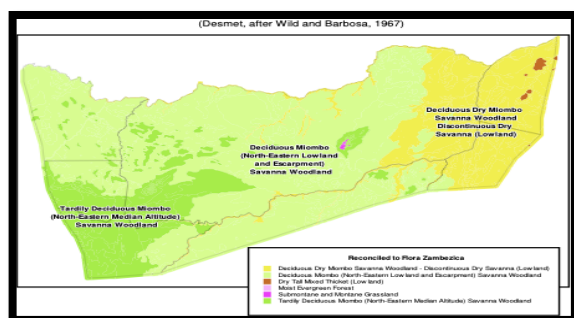 (Desmet, after Wild and Barbosa, 1967)
Deciduous Dry Miombo
Savanna Woodland
Discontinuous Dry
Savanna (Lowland)
Deciduous Miombo
(North-Eastern Lowland
and Escarpment)
Savanna Woodland
Tardily Deciduous Miombo
(North-Eastern Median Altitude)
Savanna Woodland
Reconciled to Flora Zambezica
Deciduous Dry Miombo Savanna Woodland - Discontinuous Dry Savanna (Lowland)
Deciduous Miombo (North-Eastern Lowland and Escarpment) Savanna Woodland
Dry Tall Mixed Thicket (Lowland)
Moist Evergreen Forest
Submontane and Montane Grassland
Tardily Deciduous Miombo (North-Eastern Median Altitude) Savanna Woodland